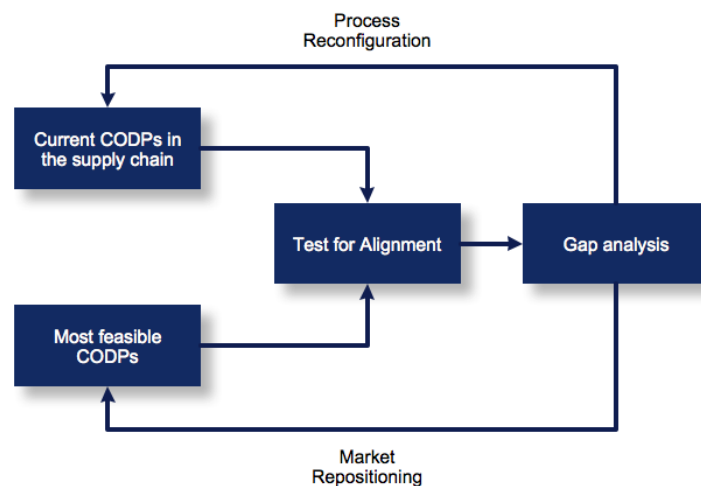 Process
Reconfiguration
Current CODPs in
the supply chain
Test for Alignment
Gap analysis
Most feasible
CODPs
Market
Repositioning